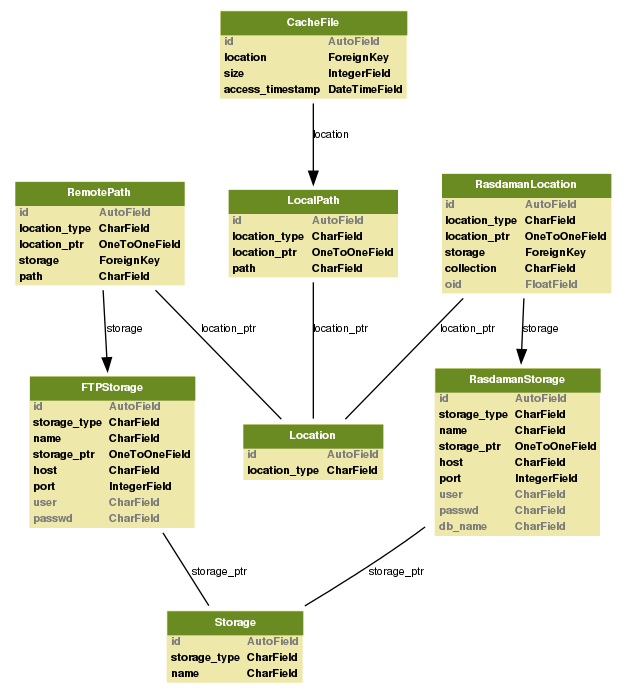 CacheFile
id AutoField
location ForeignKey
size IntegerField
access_timestamp DateTimeField
location
RemotePath
id AutoField
location_type CharField
location_ptr OneToOneField
storage ForeignKey
path CharField
LocalPath
id AutoField
location_type CharField
location_ptr OneToOneField
path CharField
RasdamanLocation
id AutoField
location_type CharField
location_ptr OneToOneField
storage ForeignKey
collection CharField
oid FloatField
storage
location_ptr
location_ptr
location_ptr
storage
FTPStorage
id AutoField
storage_type CharField
name CharField
storage_ptr OneToOneField
host CharField
port IntegerField
user CharField
passwd CharField
Location
id AutoField
location_type CharField
RasdamanStorage
id AutoField
storage_type CharField
name CharField
storage_ptr OneToOneField
host CharField
port IntegerField
user CharField
passwd CharField
db_name CharField
storage_ptr
storage_ptr
Storage
id AutoField
storage_type CharField
name CharField